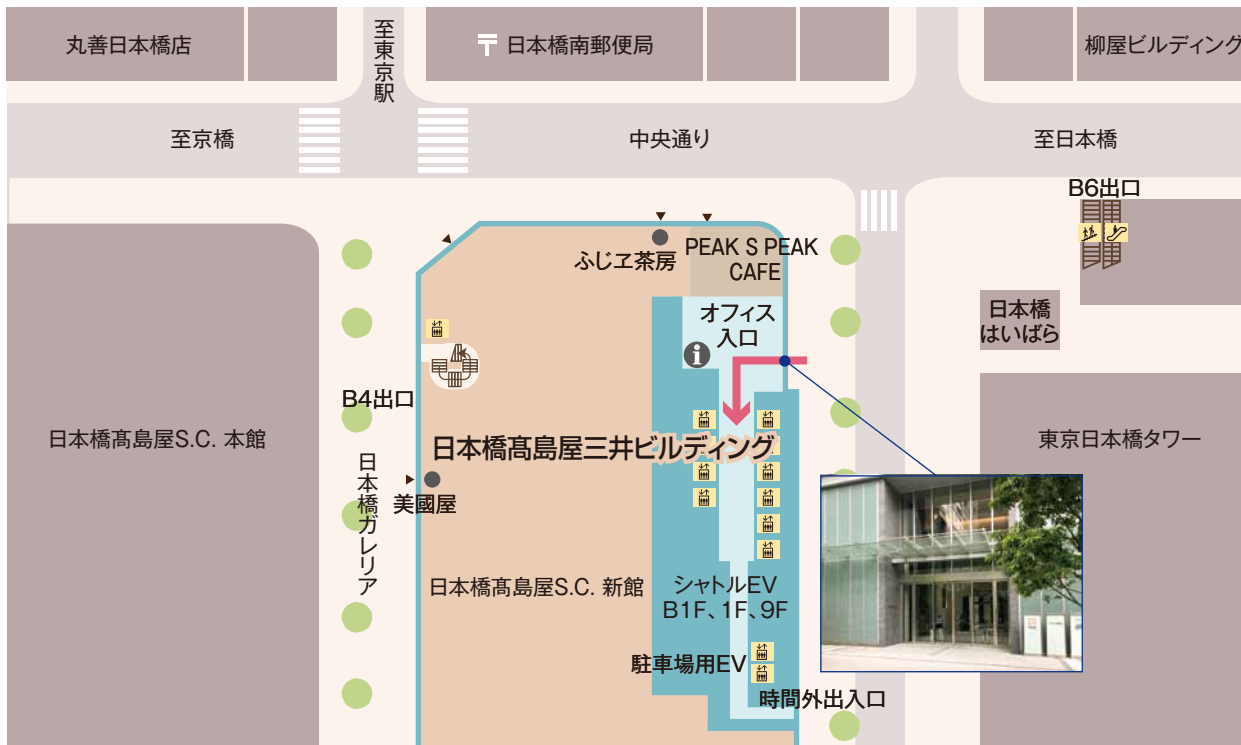 丸善日本橋店
至東京駅
〒 日本橋南郵便局
柳屋ビルディング
至京橋
中央通り
至日本橋
B6出口
ふじヱ茶房
PEAK S PEAK
CAFE
オフィス
入口
日本橋
はいばら
B4出口
日本橋髙島屋S.C. 本館
日本橋髙島屋三井ビルディング
東京日本橋タワー
日本橋ガレリア
美國屋
日本橋髙島屋S.C. 新館
シャトルEV
B1F、1F、9F
駐車場用EV
時間外出入口